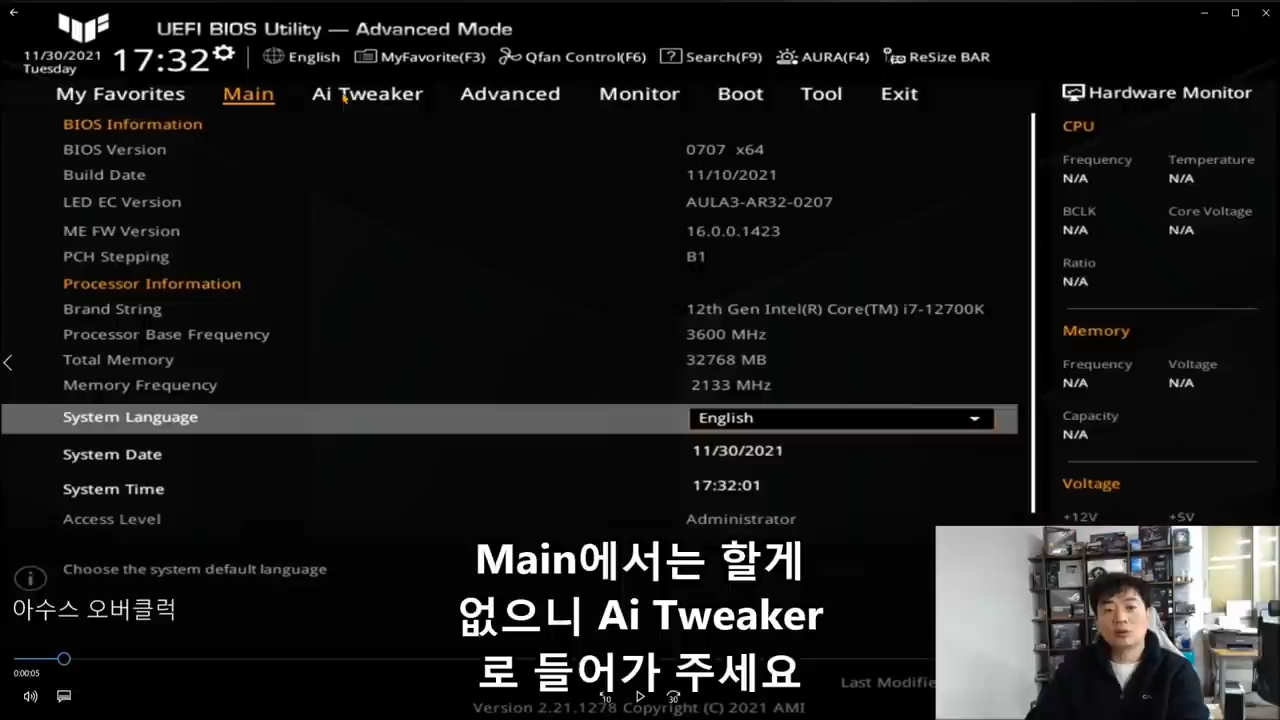 UEFI BIOS Utility — Advanced Mode
11/30/2021
Tuesday
17:32
English
MyFavorite(F3)
Qfan Control(F6)
Search(F9)
AURA(F4)
ReSize BAR
My Favorites
Main
Ai Tweaker
Advanced
Monitor
Boot
Tool
Exit
Hardware Monitor
BIOS Information
BIOS Version 0707 x64
Build Date 11/10/2021
LED EC Version AULA3-AR32-0207
ME FW Version 16.0.0.1423
PCH Stepping B1
Processor Information
Brand String 12th Gen Intel(R) Core(TM) i7-12700K
Processor Base Frequency 3600 MHz
Total Memory 32768 MB
Memory Frequency 2133 MHz
System Language English
System Date 11/30/2021
System Time 17:32:01
Access Level Administrator
CPU
Frequency Temperature
N/A N/A
BCLK Core Voltage
N/A N/A
Ratio
N/A
Memory
Frequency Voltage
N/A N/A
Capacity
N/A
Voltage
+12V +5V
Choose the system default language
아수스 오버클럭
Main에서는 할게
없으니 Ai Tweaker
로 들어가 주세요
0:00:05
10
30
Last Modifie
Version 2.21.1278 Copyright (C) 2021 AMI